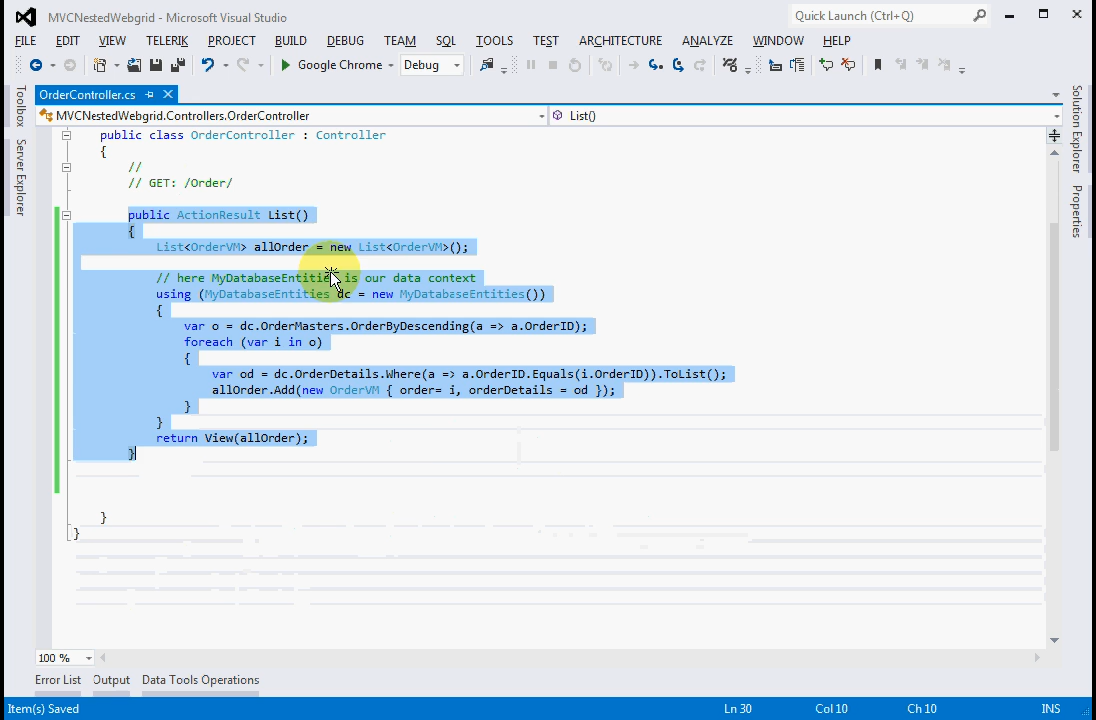 MVCNestedWebgrid - Microsoft Visual Studio
Quick Launch (Ctrl+Q)
FILE EDIT VIEW TELERIK PROJECT BUILD DEBUG TEAM SQL TOOLS TEST ARCHITECTURE ANALYZE WINDOW HELP
Google Chrome Debug
OrderController.cs
MVCNestedWebgrid.Controllers.OrderController List()
Toolbox
Server Explorer
Solution Explorer
Properties
public class OrderController : Controller
{
//
// GET: /Order/
public ActionResult List()
{
List<OrderVM> allOrder = new List<OrderVM>();
// here MyDatabaseEntities is our data context
using (MyDatabaseEntities dc = new MyDatabaseEntities())
{
var o = dc.OrderMasters.OrderByDescending(a => a.OrderID);
foreach (var i in o)
{
var od = dc.OrderDetails.Where(a => a.OrderID.Equals(i.OrderID)).ToList();
allOrder.Add(new OrderVM { order= i, orderDetails = od });
}
}
return View(allOrder);
}
}
}
100 %
Error List Output Data Tools Operations
Item(s) Saved Ln 30 Col 10 Ch 10 INS